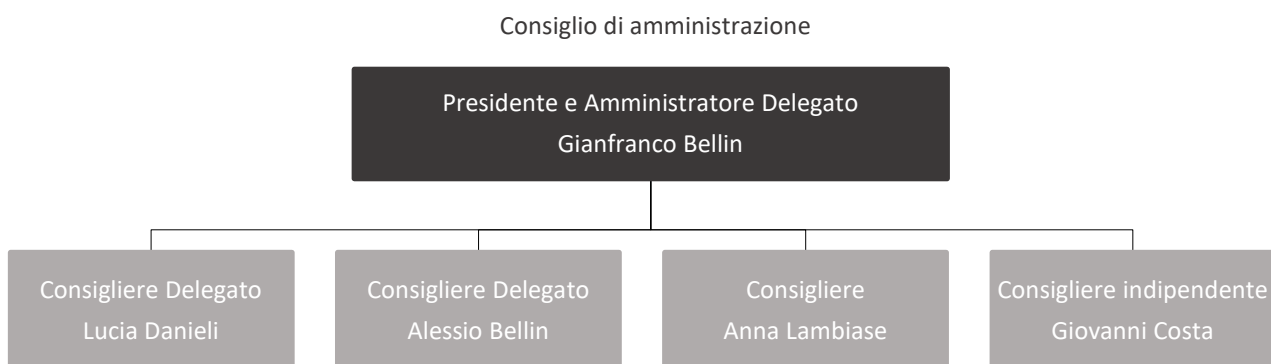 Consiglio di amministrazione
Presidente e Amministratore Delegato
Gianfranco Bellin
Consigliere Delegato
Lucia Danieli
Consigliere Delegato
Alessio Bellin
Consigliere
Anna Lambiase
Consigliere indipendente
Giovanni Costa